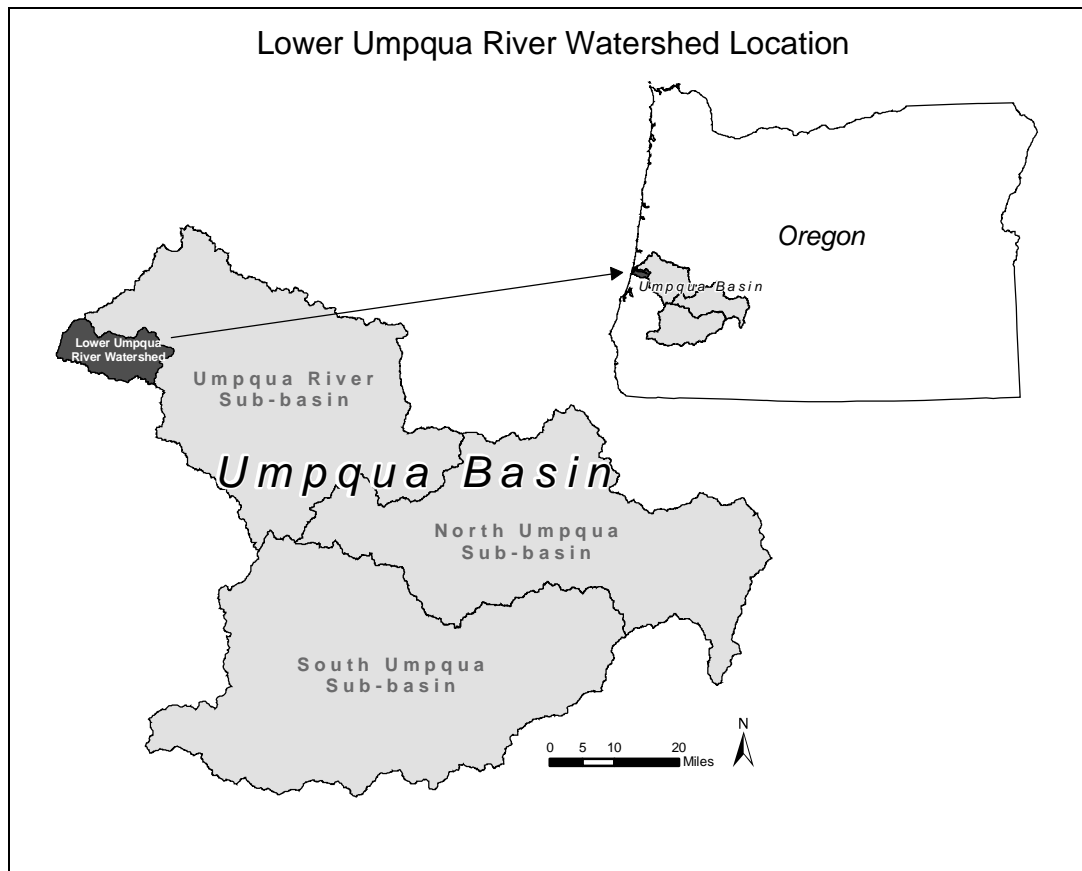 Lower Umpqua River Watershed Location
Oregon
Umpqua Basin
Lower Umpqua
River Watershed
Umpqua River
Sub-basin
Umpqua Basin
North Umpqua
Sub-basin
South Umpqua
Sub-basin
N
0 5 10 20
Miles